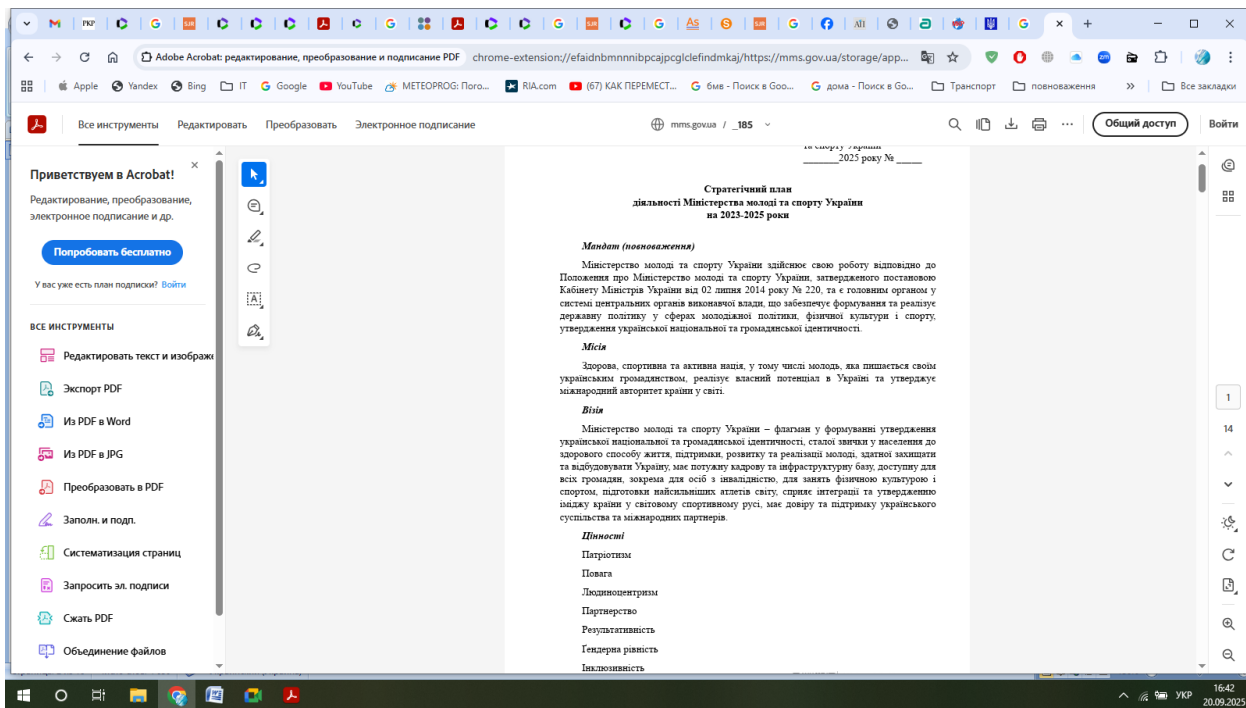 PKP
SJR
SJR
As
SJR
ATI
Adobe Acrobat: редактирование, преобразование и подписание PDF
chrome-extension://efaidnbmnnnibpcajpcglclefindmkaj/https://mms.gov.ua/storage/app...
Apple
Yandex
Bing
IT
Google
YouTube
METEOPROG: Пого...
RIA.com
(67) КАК ПЕРЕМЕСТ...
бмв - Поиск в Goo...
дома - Поиск в Go...
Транспорт
повноваження
Все закладки
Все инструменты
Редактировать
Преобразовать
Электронное подписание
mms.gov.ua / _185
Общий доступ
Войти
Приветствуем в Acrobat!
Редактирование, преобразование,
электронное подписание и др.
Попробовать бесплатно
У вас уже есть план подписки? Войти
ВСЕ ИНСТРУМЕНТЫ
Редактировать текст и изображе
Экспорт PDF
Из PDF в Word
Из PDF в JPG
Преобразовать в PDF
Заполн. и подп.
Систематизация страниц
Запросить эл. подписи
Сжать PDF
Объединение файлов
та спорту України
_______2025 року № _____
Стратегічний план
діяльності Міністерства молоді та спорту України
на 2023-2025 роки
Мандат (повноваження)
Міністерство молоді та спорту України здійснює свою роботу відповідно до
Положення про Міністерство молоді та спорту України, затвердженого постановою
Кабінету Міністрів України від 02 липня 2014 року № 220, та є головним органом у
системі центральних органів виконавчої влади, що забезпечує формування та реалізує
державну політику у сферах молодіжної політики, фізичної культури і спорту,
утвердження української національної та громадянської ідентичності.
Місія
Здорова, спортивна та активна нація, у тому числі молодь, яка пишається своїм
українським громадянством, реалізує власний потенціал в Україні та утверджує
міжнародний авторитет країни у світі.
Візія
Міністерство молоді та спорту України – флагман у формуванні утвердження
української національної та громадянської ідентичності, сталої звички у населення до
здорового способу життя, підтримки, розвитку та реалізації молоді, здатної захищати
та відбудовувати Україну, має потужну кадрову та інфраструктурну базу, доступну для
всіх громадян, зокрема для осіб з інвалідністю, для занять фізичною культурою і
спортом, підготовки найсильніших атлетів світу, сприяє інтеграції та утвердженню
іміджу країни у світовому спортивному русі, має довіру та підтримку українського
суспільства та міжнародних партнерів.
Цінності
Патріотизм
Повага
Людиноцентризм
Партнерство
Результативність
Гендерна рівність
Інклюзивність
1
14
УКР
16:42
20.09.2025